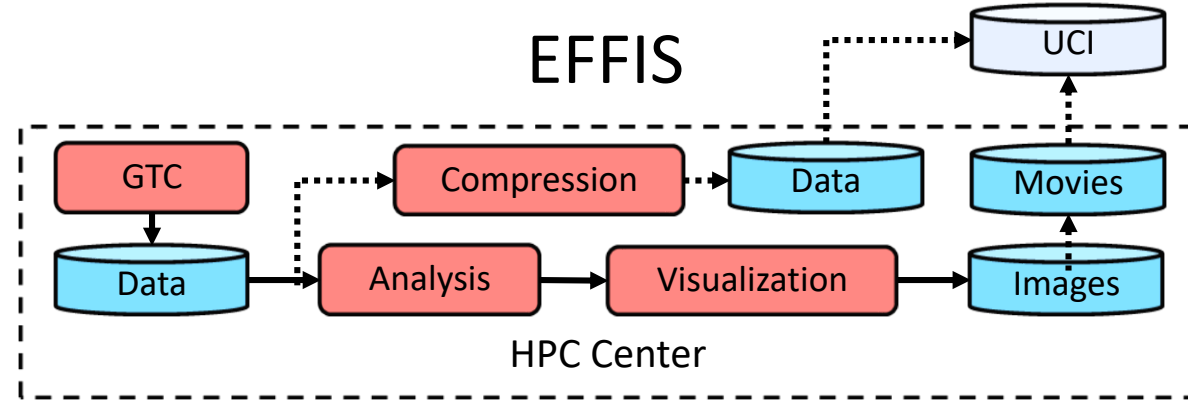 EFFIS
UCI
GTC
Compression
Data
Movies
Data
Analysis
Visualization
Images
HPC Center